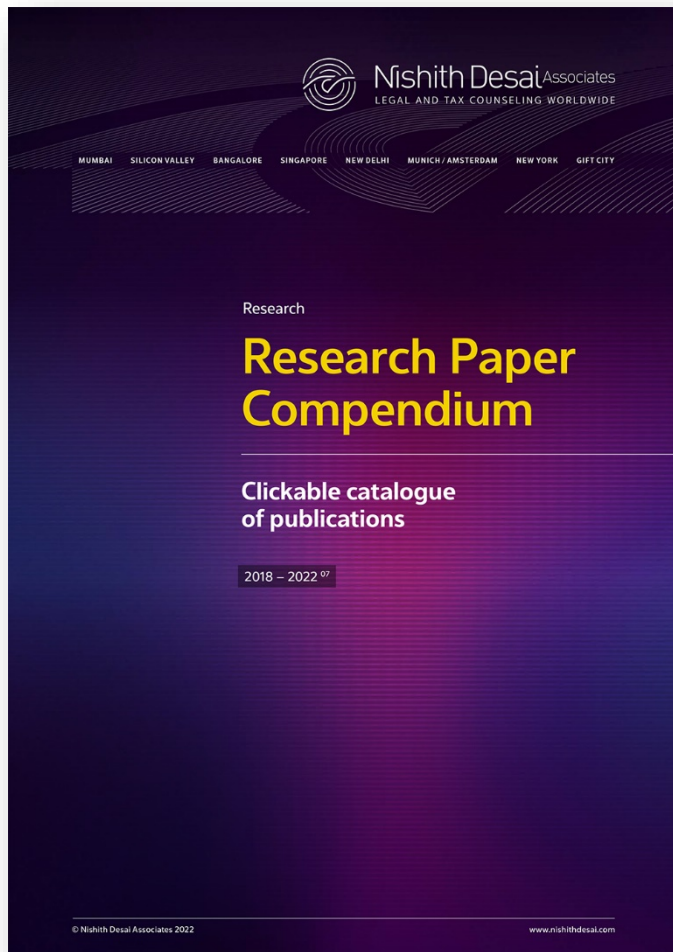 Nishith Desai Associates
LEGAL AND TAX COUNSELING WORLDWIDE
MUMBAI SILICON VALLEY BANGALORE SINGAPORE NEW DELHI MUNICH / AMSTERDAM NEW YORK GIFT CITY
Research
Research Paper
Compendium
Clickable catalogue
of publications
2018 – 2022 07
© Nishith Desai Associates 2022 www.nishithdesai.com